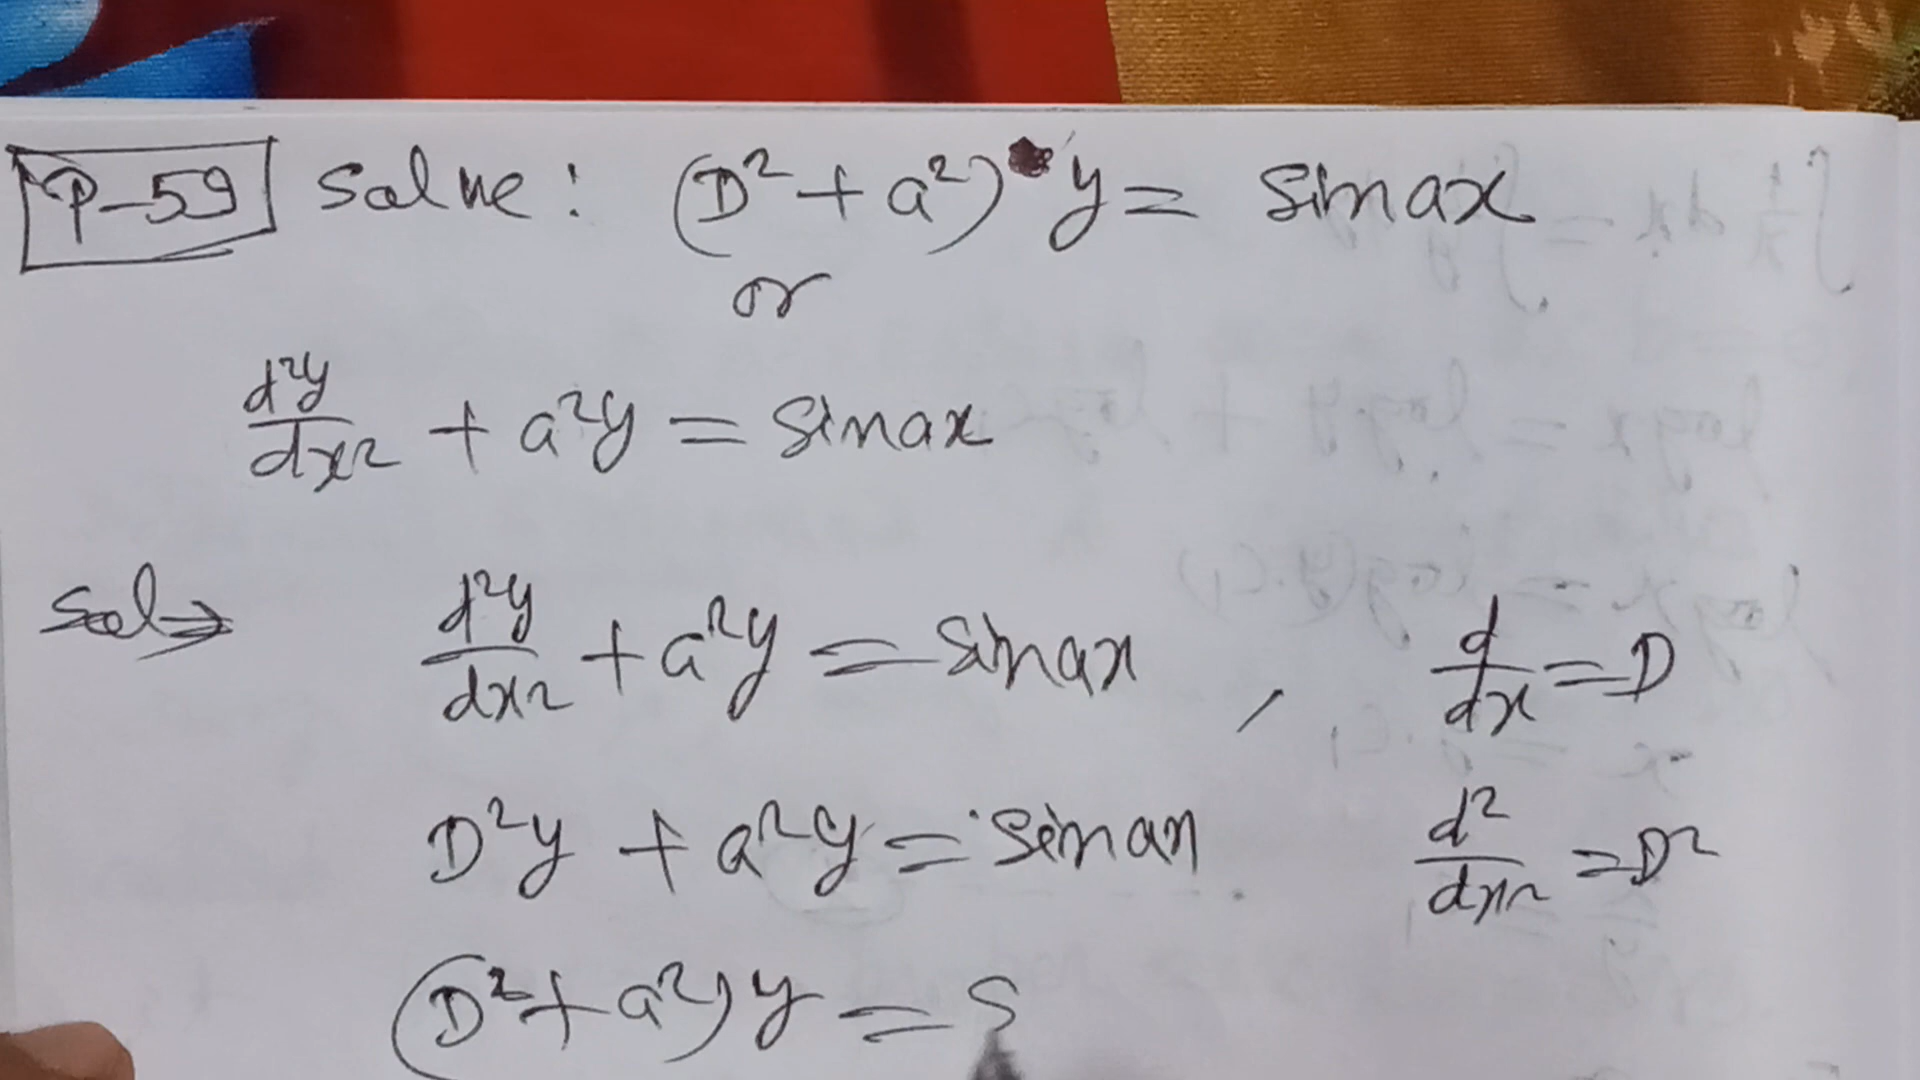 P-59 Solve: (D²+a²)y = Sinax
or
d²y/dx² + a²y = Sinax
Sol⇒ d²y/dx² + a²y = Sinax , d/dx = D
D²y + a²y = Sinax. d²/dx² = D²
(D²+a²)y = S